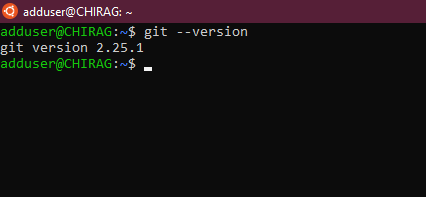 adduser@CHIRAG: ~
adduser@CHIRAG:~$ git --version
git version 2.25.1
adduser@CHIRAG:~$